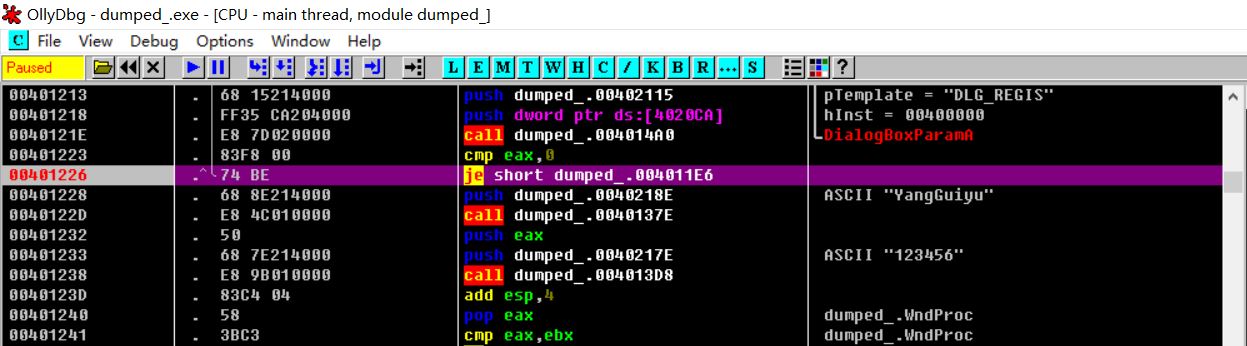 OllyDbg - dumped_.exe - [CPU - main thread, module dumped_]
C File View Debug Options Window Help
Paused L E M T W H C / K B R ... S ?
00401213 . 68 15214000 push dumped_.00402115 pTemplate = "DLG_REGIS"
00401218 . FF35 CA204000 push dword ptr ds:[4020CA] hInst = 00400000
0040121E . E8 7D020000 call dumped_.004014A0 DialogBoxParamA
00401223 . 83F8 00 cmp eax,0
00401226 .^ 74 BE je short dumped_.004011E6
00401228 . 68 8E214000 push dumped_.0040218E ASCII "YangGuiyu"
0040122D . E8 4C010000 call dumped_.0040137E
00401232 . 50 push eax
00401233 . 68 7E214000 push dumped_.0040217E ASCII "123456"
00401238 . E8 9B010000 call dumped_.004013D8
0040123D . 83C4 04 add esp,4
00401240 . 58 pop eax dumped_.WndProc
00401241 . 3BC3 cmp eax,ebx dumped_.WndProc